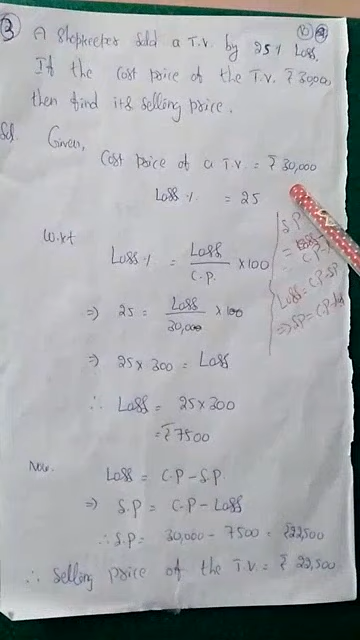 3 A Shopkeeper Sold a T.V. by 25% Loss,
If the cost price of the T.V. ₹ 30,000,
then find its selling price.
Sol. Given,
Cost price of a T.V. = ₹ 30,000
Loss % = 25
W.k.t
Loss % = Loss / C.P. × 100
⇒ 25 = Loss / 30,000 × 100
⇒ 25 × 300 = Loss
∴ Loss = 25 × 300
= ₹ 7500
Now. Loss = C.P - S.P.
⇒ S.P = C.P - Loss
∴ S.P = 30,000 - 7500 = ₹22,500
∴ Selling price of the T.V. = ₹ 22,500
S.P
Loss = C.P - SP
⇒ SP = C.P